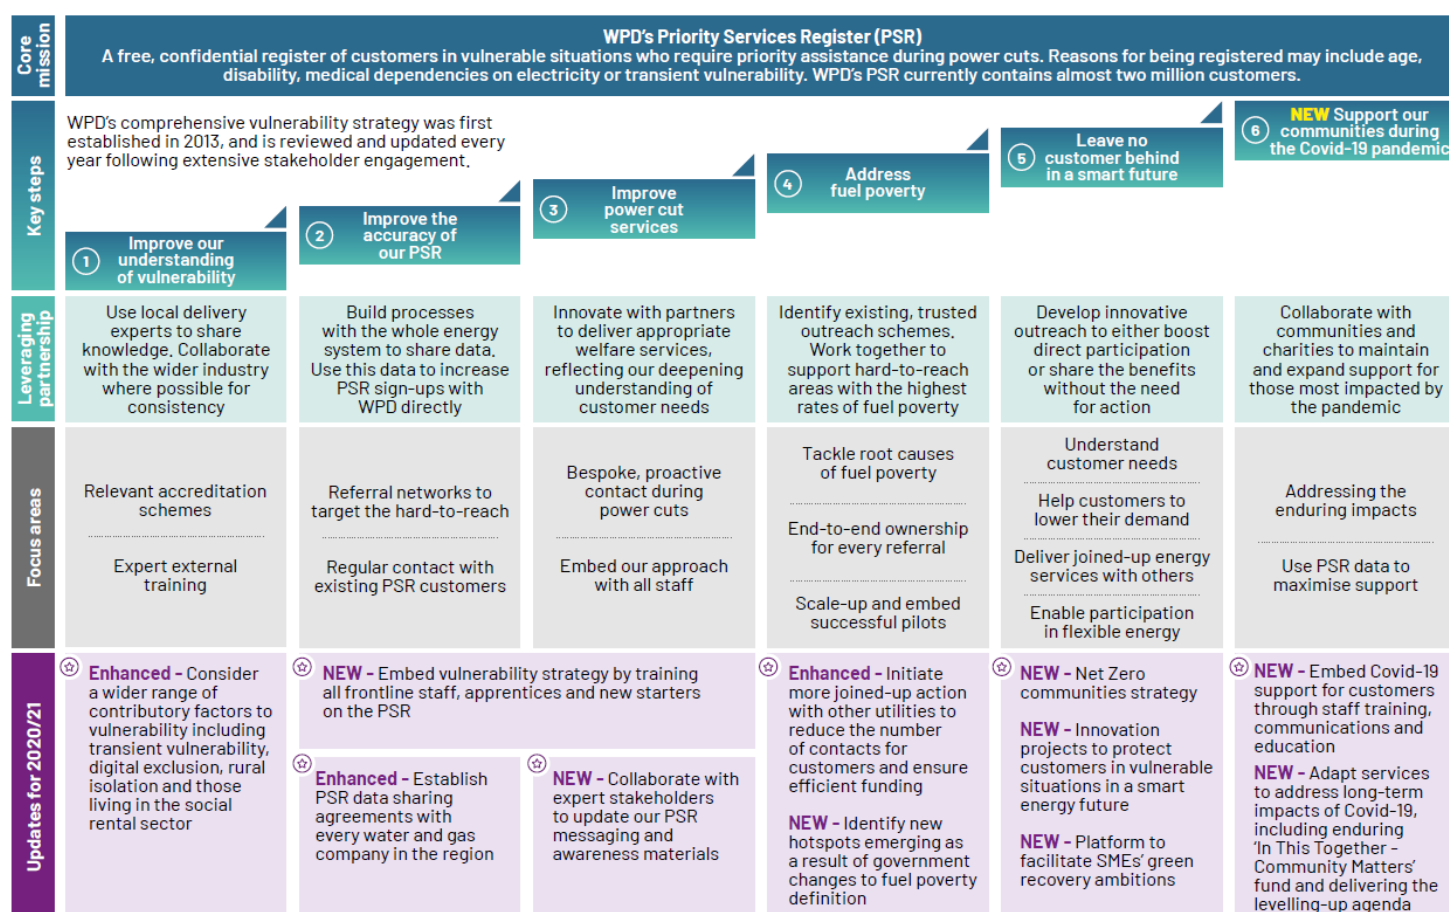 Core
mission
WPD's Priority Services Register (PSR)
A free, confidential register of customers in vulnerable situations who require priority assistance during power cuts. Reasons for being registered may include age,
disability, medical dependencies on electricity or transient vulnerability. WPD's PSR currently contains almost two million customers.
Key steps
WPD's comprehensive vulnerability strategy was first
established in 2013, and is reviewed and updated every
year following extensive stakeholder engagement.
1
Improve our
understanding
of vulnerability
2
Improve the
accuracy of
our PSR
3
Improve
power cut
services
4
Address
fuel poverty
5
Leave no
customer behind
in a smart future
6
NEW Support our
communities during
the Covid-19 pandemic
Leveraging
partnership
Use local delivery
experts to share
knowledge. Collaborate
with the wider industry
where possible for
consistency
Build processes
with the whole energy
system to share data.
Use this data to increase
PSR sign-ups with
WPD directly
Innovate with partners
to deliver appropriate
welfare services,
reflecting our deepening
understanding of
customer needs
Identify existing, trusted
outreach schemes.
Work together to
support hard-to-reach
areas with the highest
rates of fuel poverty
Develop innovative
outreach to either boost
direct participation
or share the benefits
without the need
for action
Collaborate with
communities and
charities to maintain
and expand support for
those most impacted by
the pandemic
Focus areas
Relevant accreditation
schemes
Expert external
training
Referral networks to
target the hard-to-reach
Regular contact with
existing PSR customers
Bespoke, proactive
contact during
power cuts
Embed our approach
with all staff
Tackle root causes
of fuel poverty
End-to-end ownership
for every referral
Scale-up and embed
successful pilots
Understand
customer needs
Help customers to
lower their demand
Deliver joined-up energy
services with others
Enable participation
in flexible energy
Addressing the
enduring impacts
Use PSR data to
maximise support
Updates for 2020/21
Enhanced - Consider
a wider range of
contributory factors to
vulnerability including
transient vulnerability,
digital exclusion, rural
isolation and those
living in the social
rental sector
NEW - Embed vulnerability strategy by training
all frontline staff, apprentices and new starters
on the PSR
Enhanced - Establish
PSR data sharing
agreements with
every water and gas
company in the region
NEW - Collaborate with
expert stakeholders
to update our PSR
messaging and
awareness materials
Enhanced - Initiate
more joined-up action
with other utilities to
reduce the number
of contacts for
customers and ensure
efficient funding
NEW - Identify new
hotspots emerging as
a result of government
changes to fuel poverty
definition
NEW - Net Zero
communities strategy
NEW - Innovation
projects to protect
customers in vulnerable
situations in a smart
energy future
NEW - Platform to
facilitate SMEs' green
recovery ambitions
NEW - Embed Covid-19
support for customers
through staff training,
communications and
education
NEW - Adapt services
to address long-term
impacts of Covid-19,
including enduring
'In This Together -
Community Matters'
fund and delivering the
levelling-up agenda